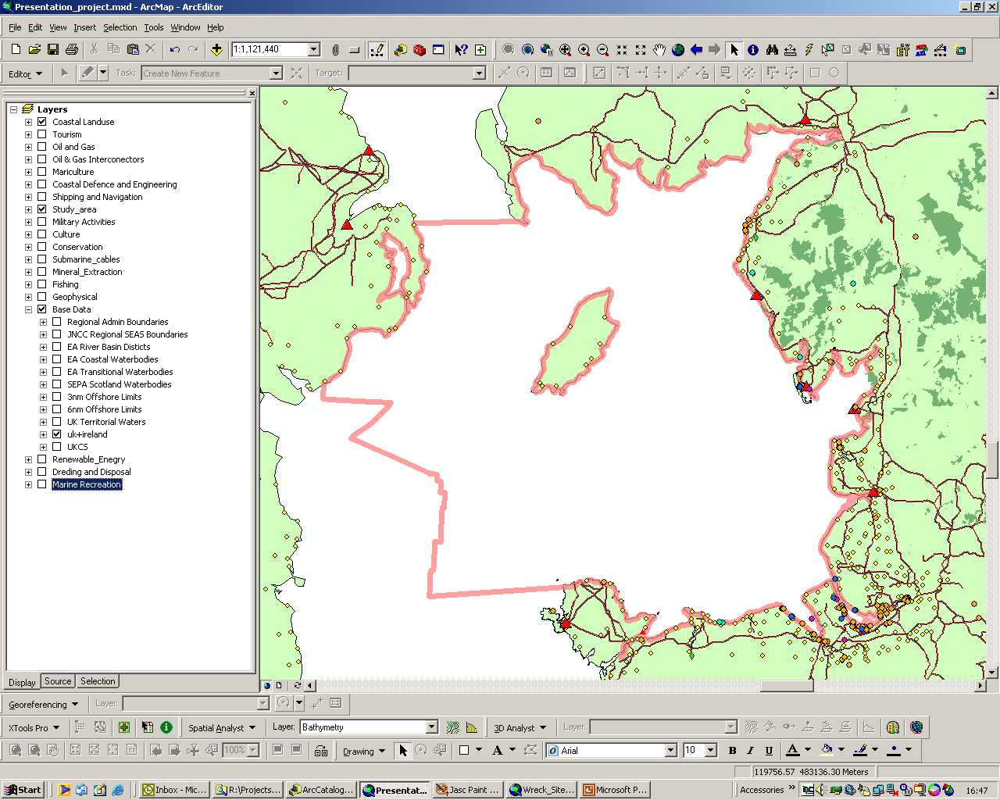 Presentation_project.mxd - ArcMap - ArcEditor
File Edit View Insert Selection Tools Window Help
1:1,121,440
Editor Task: Create New Feature Target:
Layers
Coastal Landuse
Tourism
Oil and Gas
Oil & Gas Interconectors
Mariculture
Coastal Defence and Engineering
Shipping and Navigation
Study_area
Military Activities
Culture
Conservation
Submarine_cables
Mineral_Extraction
Fishing
Geophysical
Base Data
Regional Admin Boundaries
JNCC Regional SEAS Boundaries
EA River Basin Disticts
EA Coastal Waterbodies
EA Transitional Waterbodies
SEPA Scotland Waterbodies
3nm Offshore Limits
6nm Offshore Limits
UK Territorial Waters
uk+ireland
UKCS
Renewable_Enegry
Dreding and Disposal
Marine Recreation
Display Source Selection
Georeferencing Layer:
XTools Pro Spatial Analyst Layer: Bathymetry 3D Analyst Layer:
100% Drawing A Arial 10 B I U A
119756.57 483136.30 Meters
Start Inbox - Mic... R:\Projects... ArcCatalog... Presentat... Jasc Paint ... Wreck_Site... Microsoft P... Accessories 16:47